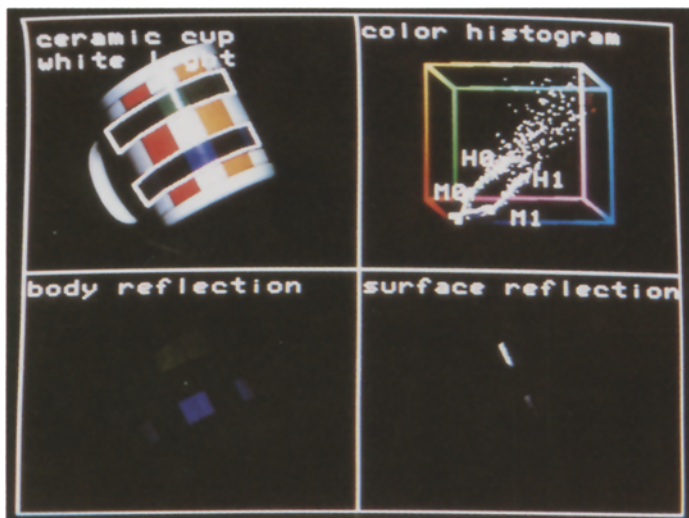 ceramic cup
white
color histogram
H0
H1
M0
M1
body reflection
surface reflection